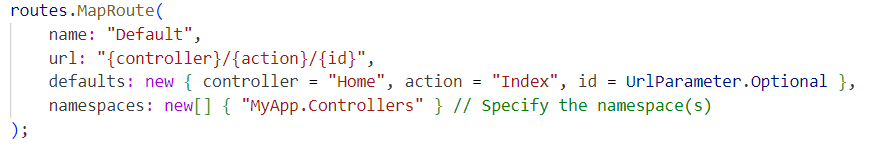 routes.MapRoute(
    name: "Default",
    url: "{controller}/{action}/{id}",
    defaults: new { controller = "Home", action = "Index", id = UrlParameter.Optional },
    namespaces: new[] { "MyApp.Controllers" } // Specify the namespace(s)
);